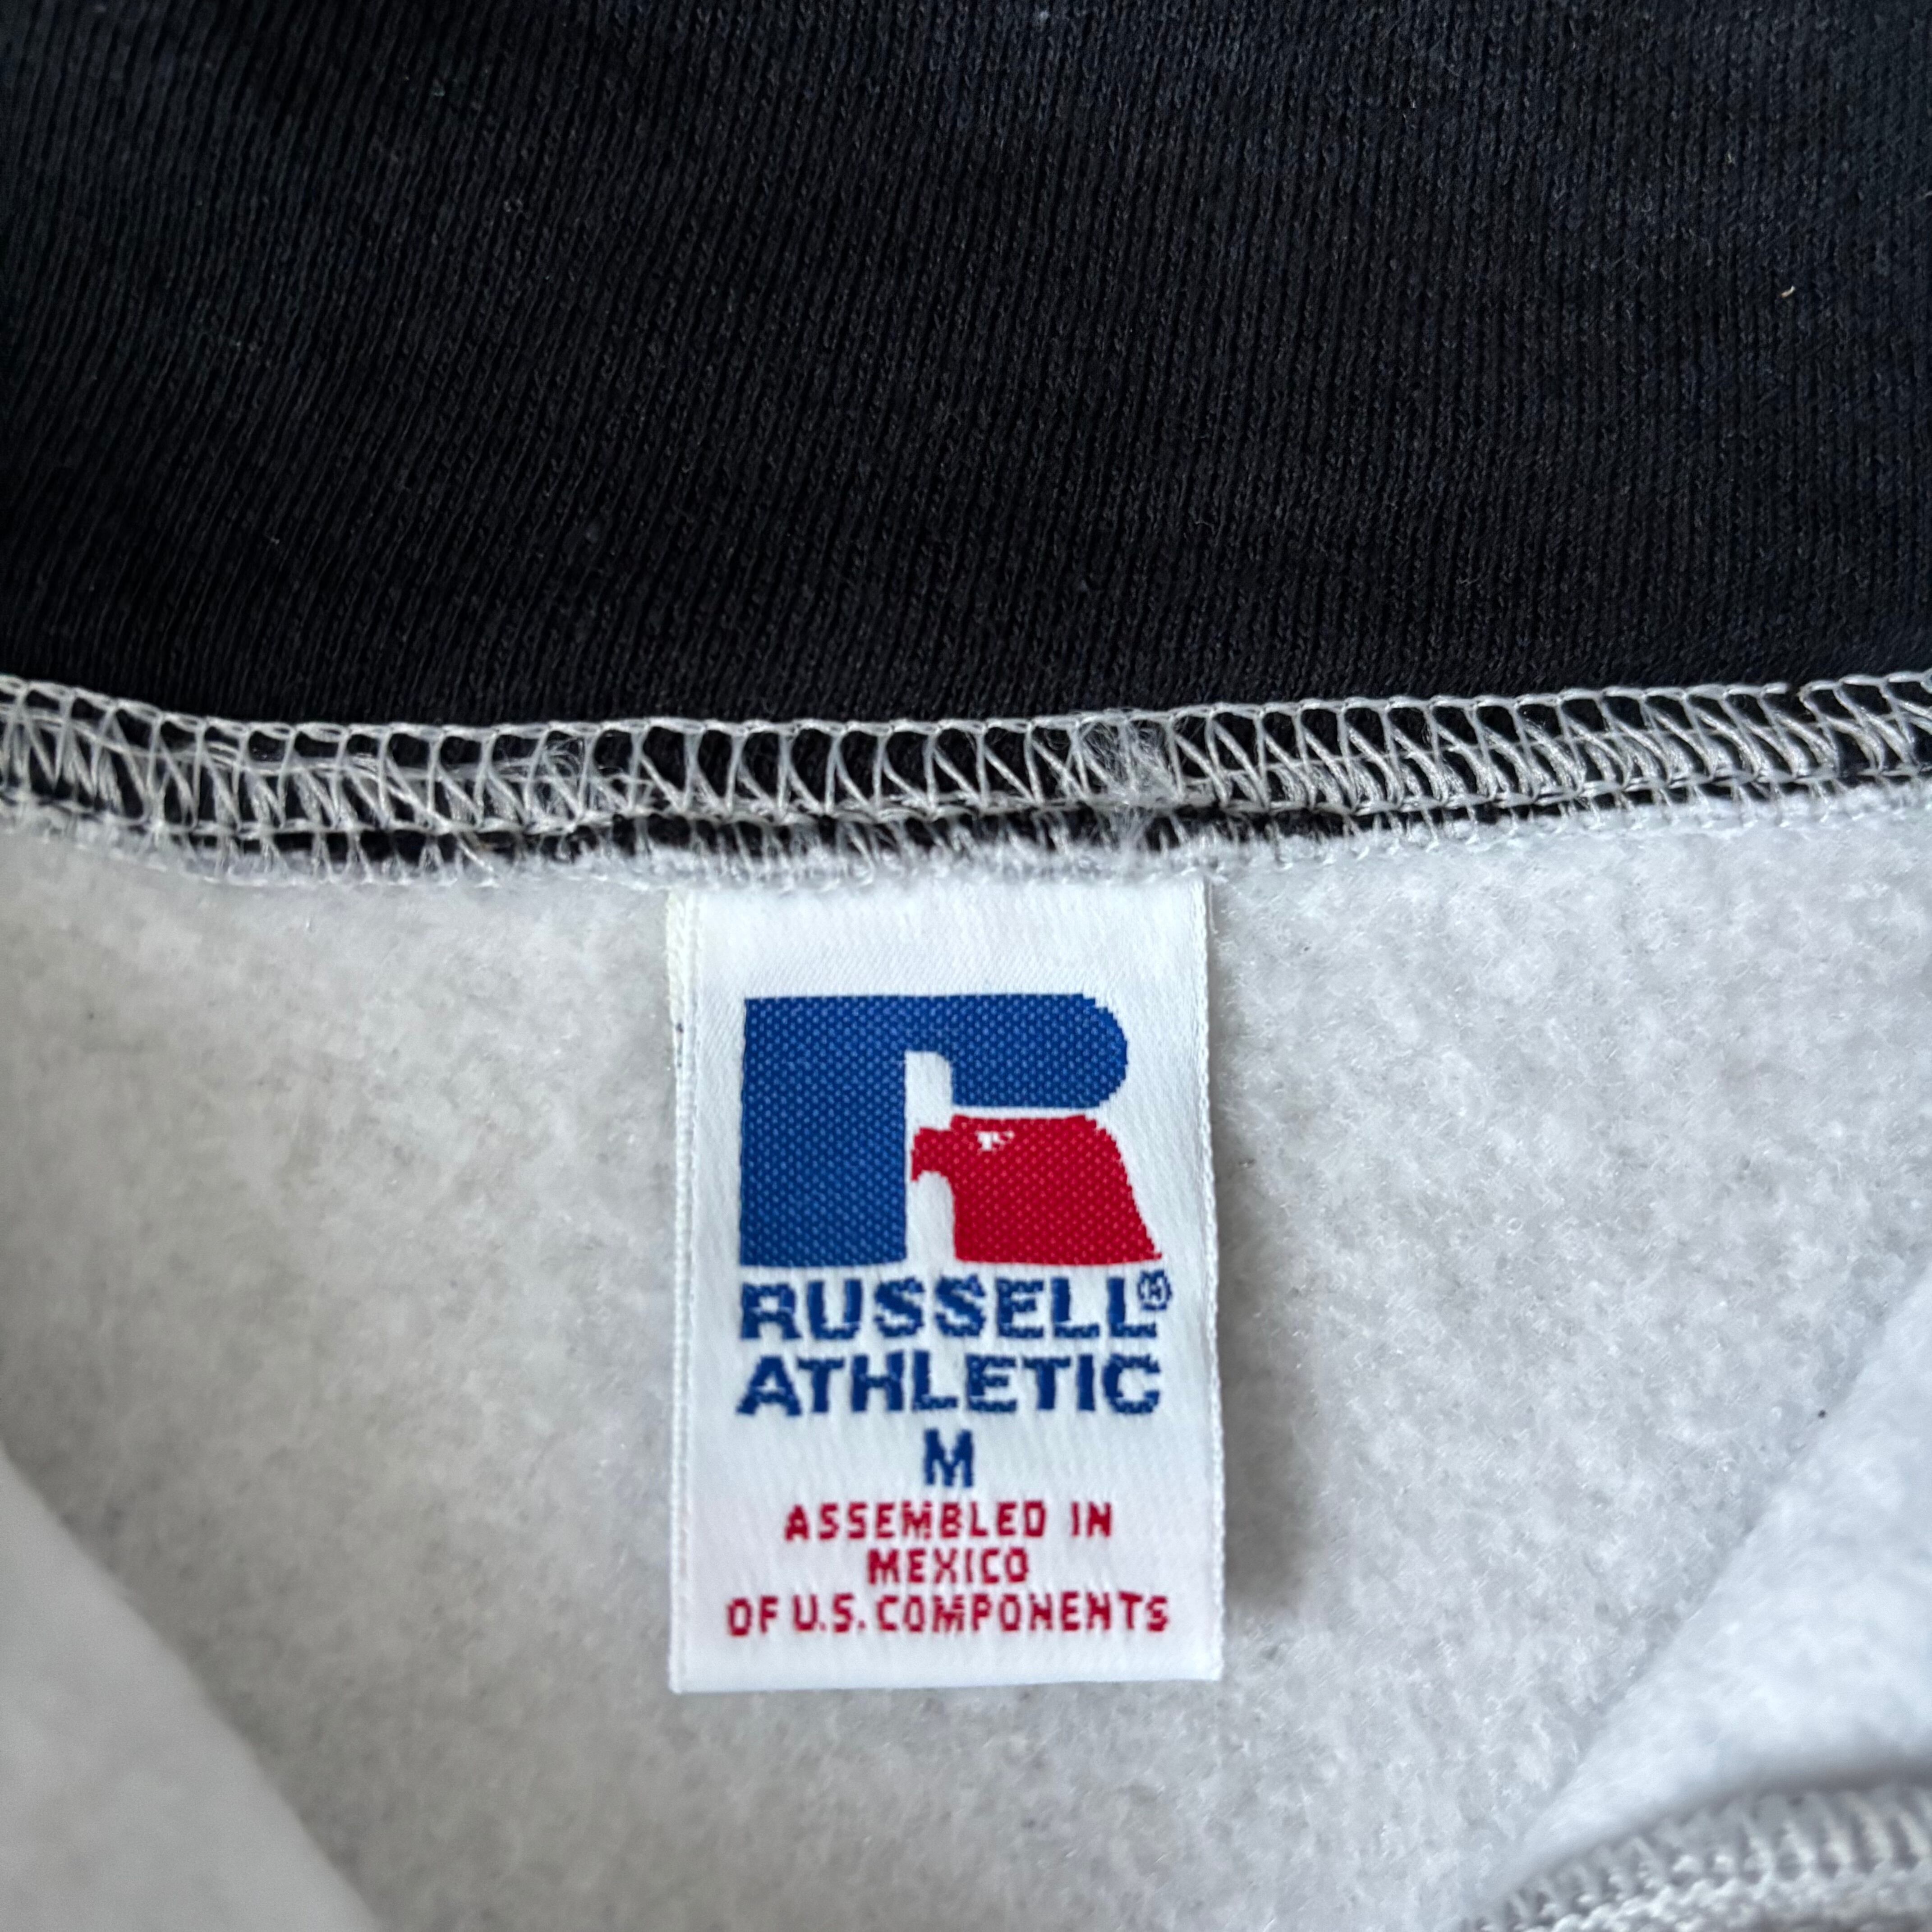 RUSSELL®
ATHLETIC
M
ASSEMBLED IN
MEXICO
OF U.S. COMPONENTS